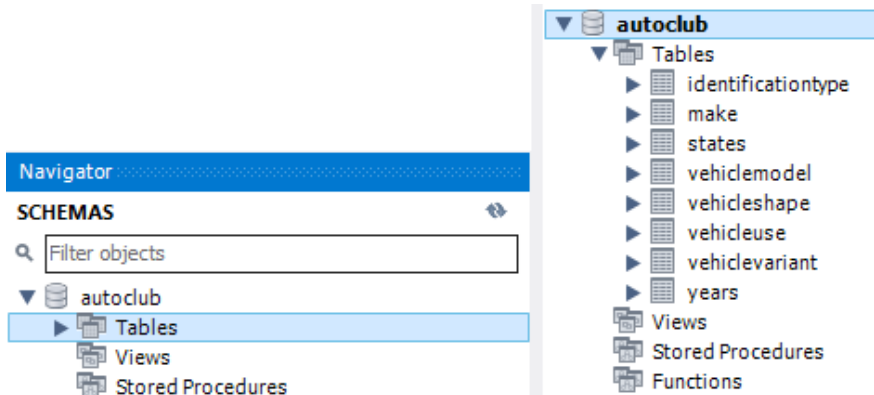 Navigator
SCHEMAS
Filter objects
autoclub
Tables
Views
Stored Procedures
autoclub
Tables
identificationtype
make
states
vehiclemodel
vehicleshape
vehicleuse
vehiclevariant
years
Views
Stored Procedures
Functions